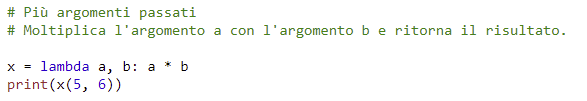 # Più argomenti passati
# Moltiplica l'argomento a con l'argomento b e ritorna il risultato.
x = lambda a, b: a * b
print(x(5, 6))